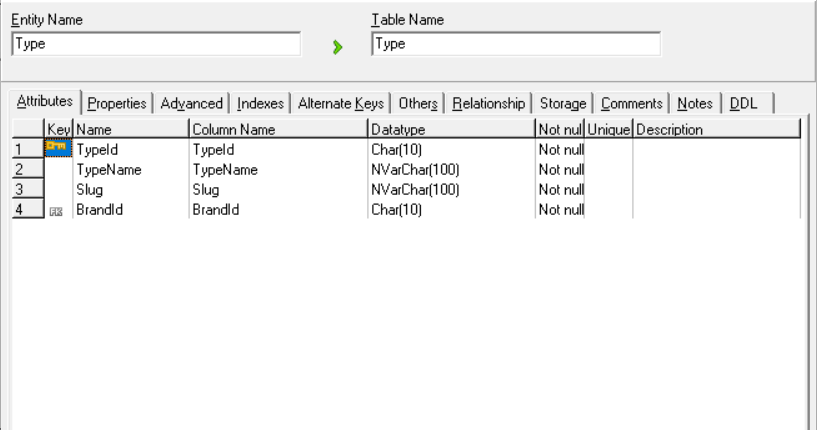 Entity Name Table Name
Type Type
Attributes Properties Advanced Indexes Alternate Keys Others Relationship Storage Comments Notes DDL
Key Name Column Name Datatype Not nul Unique Description
1 TypeId TypeId Char(10) Not null
2 TypeName TypeName NVarChar(100) Not null
3 Slug Slug NVarChar(100) Not null
4 BrandId BrandId Char(10) Not null